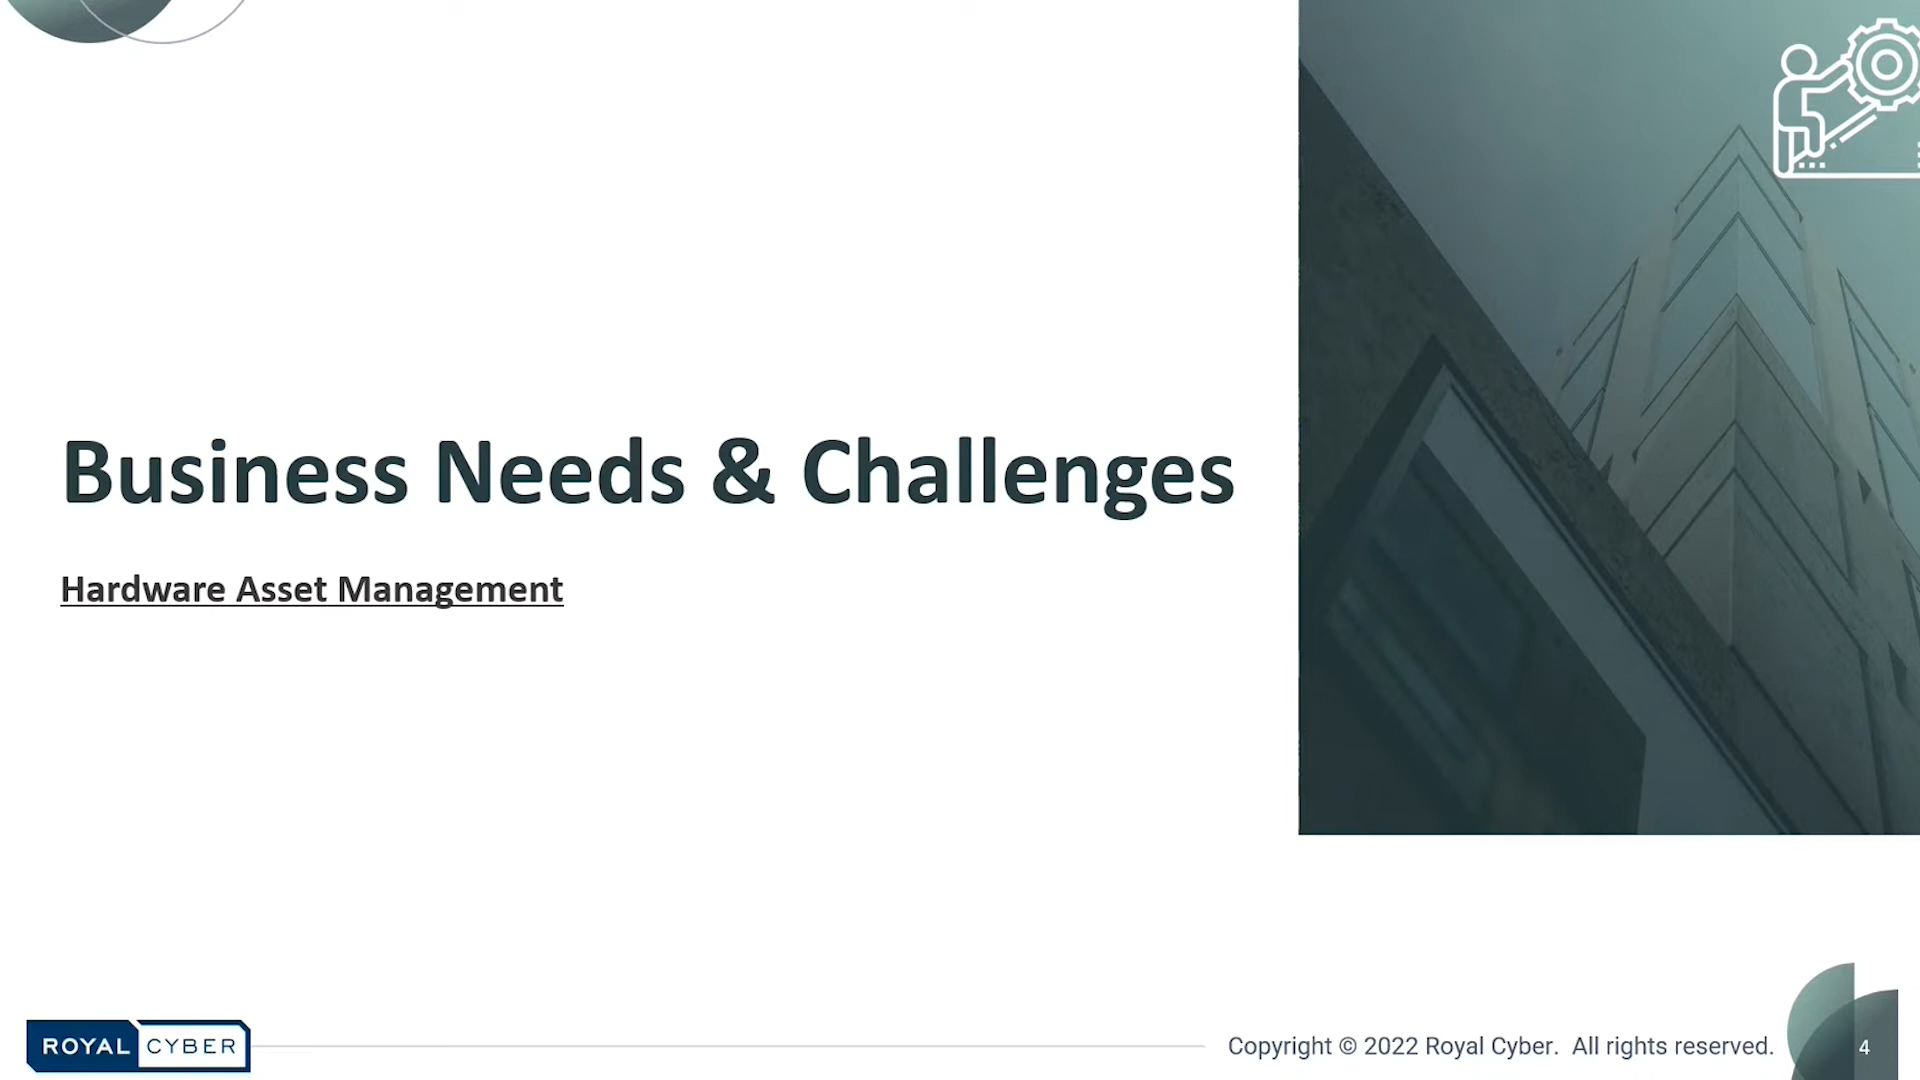 Business Needs & Challenges
Hardware Asset Management
ROYAL CYBER
Copyright © 2022 Royal Cyber. All rights reserved.
4